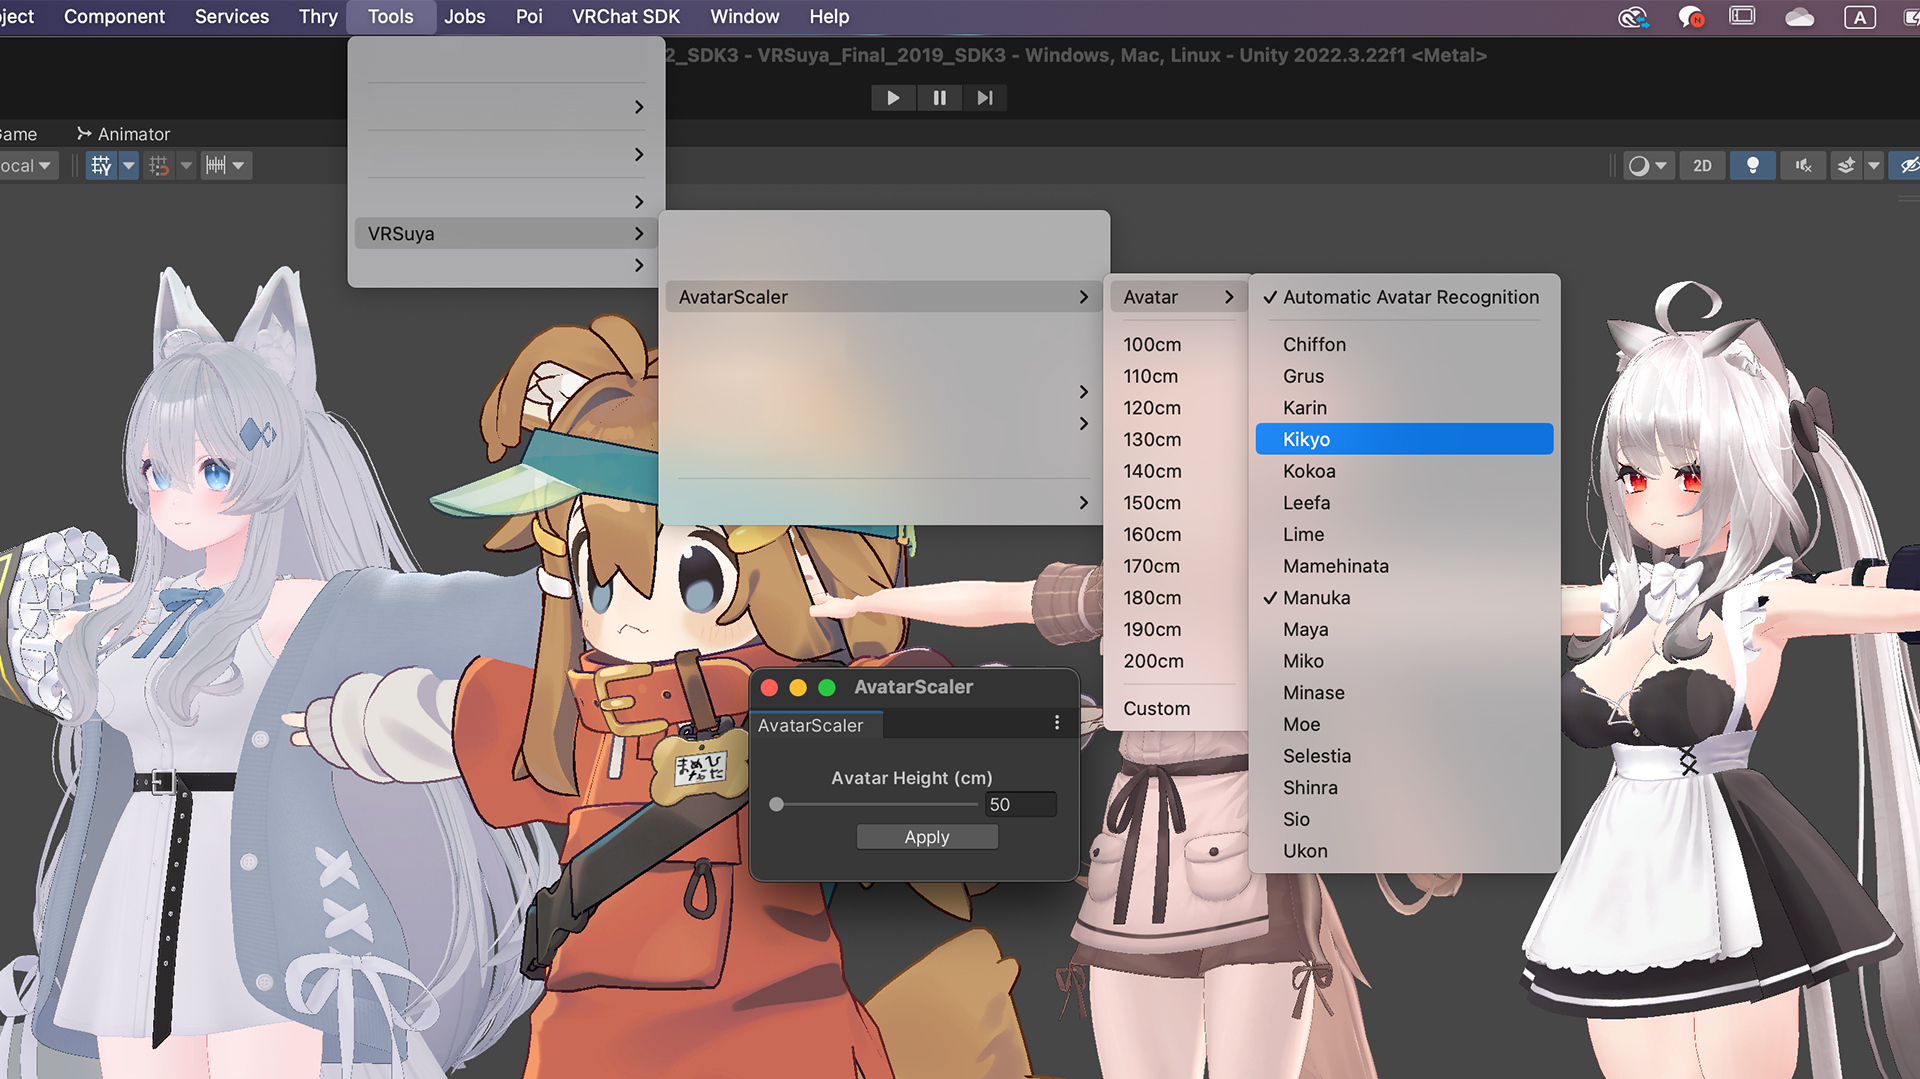 ject Component Services Thry Tools Jobs Poi VRChat SDK Window Help A
2_SDK3 - VRSuya_Final_2019_SDK3 - Windows, Mac, Linux - Unity 2022.3.22f1 <Metal>
ame Animator
ocal 2D
VRSuya
AvatarScaler
Avatar
100cm
110cm
120cm
130cm
140cm
150cm
160cm
170cm
180cm
190cm
200cm
Custom
Automatic Avatar Recognition
Chiffon
Grus
Karin
Kikyo
Kokoa
Leefa
Lime
Mamehinata
Manuka
Maya
Miko
Minase
Moe
Selestia
Shinra
Sio
Ukon
AvatarScaler
AvatarScaler
Avatar Height (cm)
50
Apply
まめひ
なた